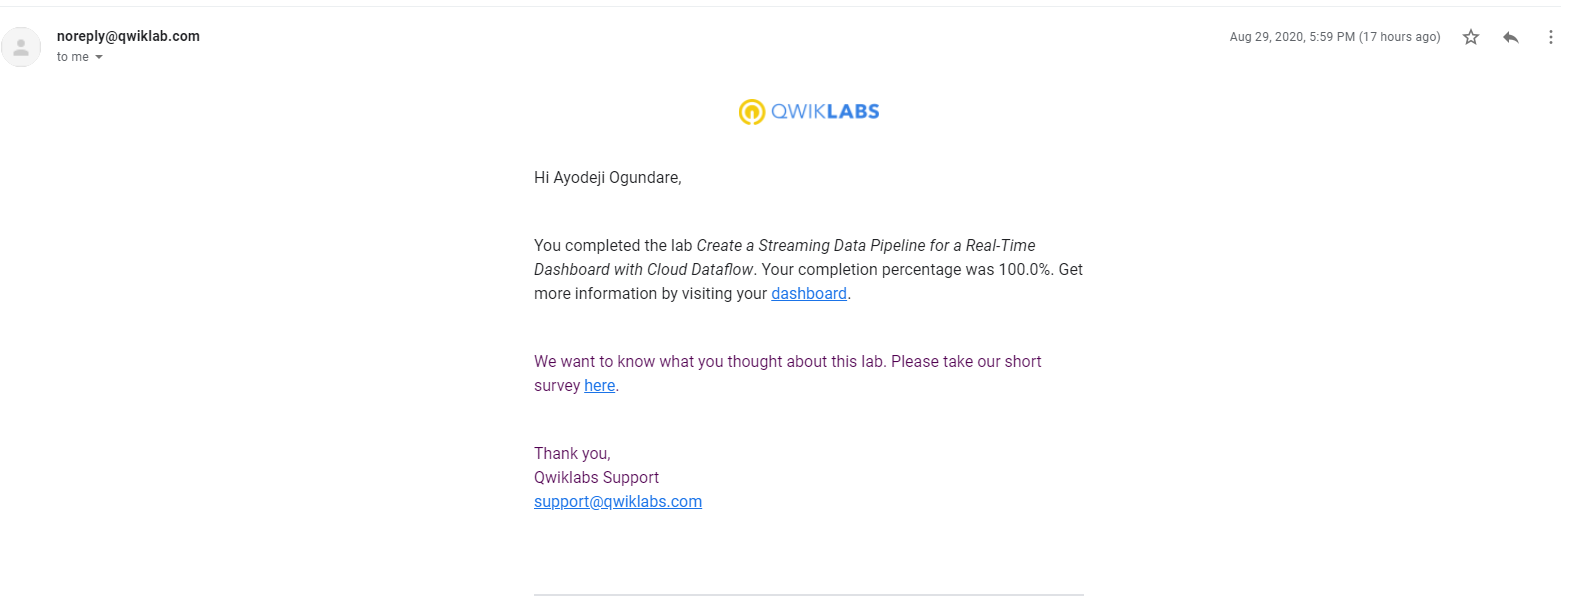 noreply@qwiklab.com
Aug 29, 2020, 5:59 PM (17 hours ago)
to me
QWIKLABS
Hi Ayodeji Ogundare,
You completed the lab Create a Streaming Data Pipeline for a Real-Time
Dashboard with Cloud Dataflow. Your completion percentage was 100.0%. Get
more information by visiting your dashboard.
We want to know what you thought about this lab. Please take our short
survey here.
Thank you,
Qwiklabs Support
support@qwiklabs.com